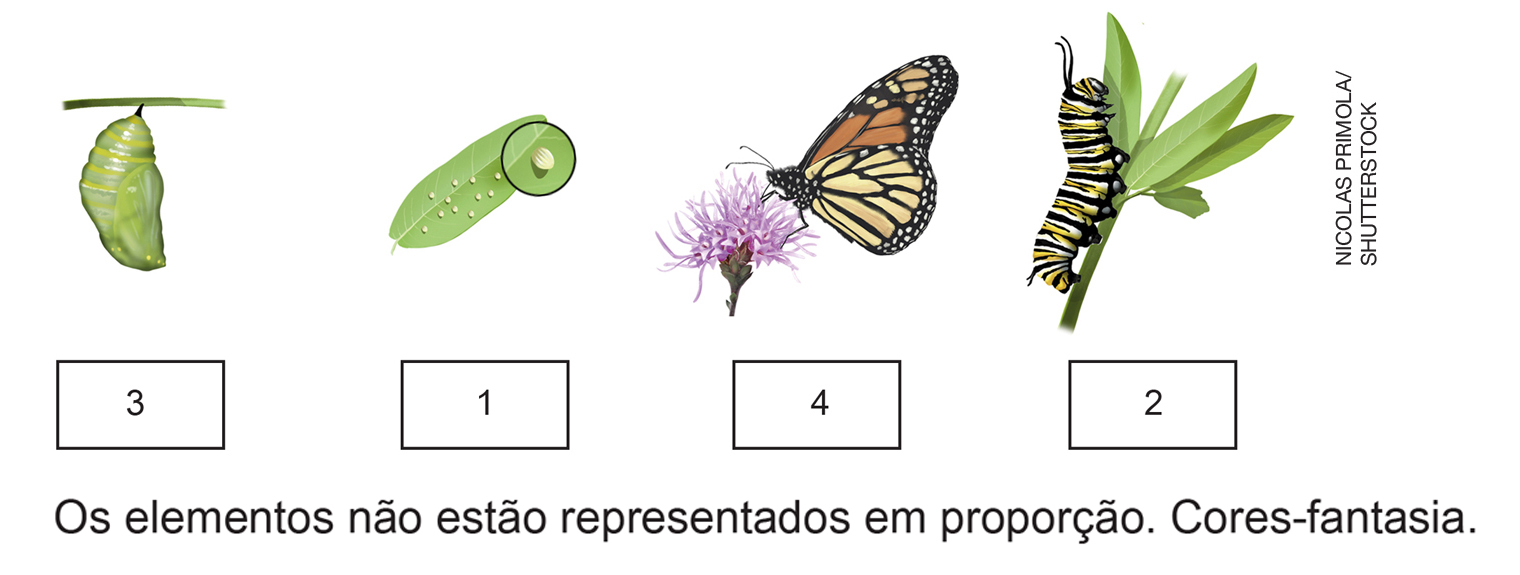 NICOLAS PRIMOLA/
SHUTTERSTOCK
3
1
4
2
Os elementos não estão representados em proporção. Cores-fantasia.